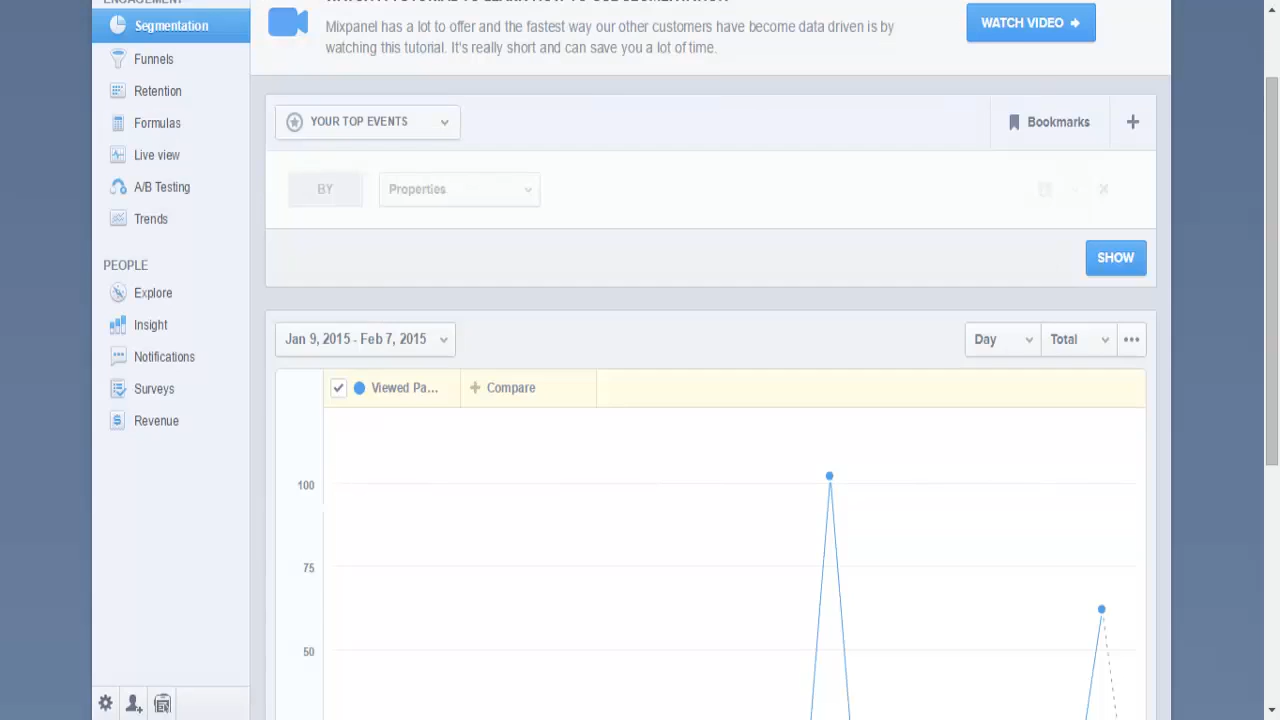 ENGAGEMENT
Segmentation
Funnels
Retention
Formulas
Live view
A/B Testing
Trends
PEOPLE
Explore
Insight
Notifications
Surveys
Revenue
Mixpanel has a lot to offer and the fastest way our other customers have become data driven is by
watching this tutorial. It's really short and can save you a lot of time.
WATCH VIDEO
YOUR TOP EVENTS
Bookmarks
BY
Properties
SHOW
Jan 9, 2015 - Feb 7, 2015
Day
Total
Viewed Pa...
Compare
100
75
50